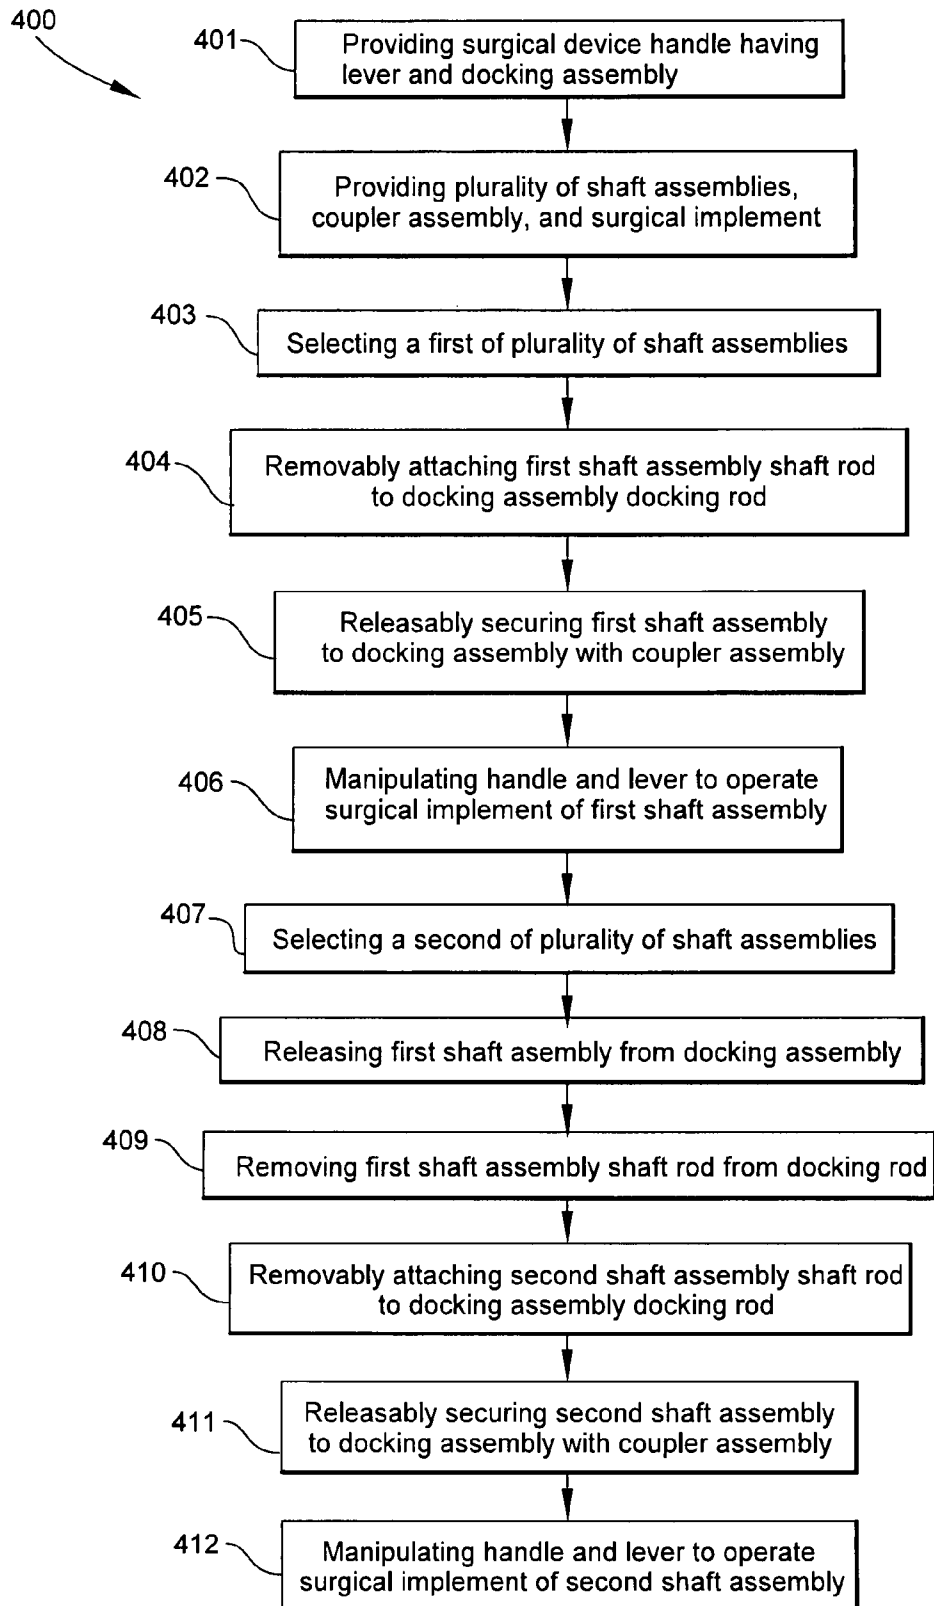 400
401
Providing surgical device handle having
lever and docking assembly
402
Providing plurality of shaft assemblies,
coupler assembly, and surgical implement
403
Selecting a first of plurality of shaft assemblies
404
Removably attaching first shaft assembly shaft rod
to docking assembly docking rod
405
Releasably securing first shaft assembly
to docking assembly with coupler assembly
406
Manipulating handle and lever to operate
surgical implement of first shaft assembly
407
Selecting a second of plurality of shaft assemblies
408
Releasing first shaft asembly from docking assembly
409
Removing first shaft assembly shaft rod from docking rod
410
Removably attaching second shaft assembly shaft rod
to docking assembly docking rod
411
Releasably securing second shaft assembly
to docking assembly with coupler assembly
412
Manipulating handle and lever to operate
surgical implement of second shaft assembly